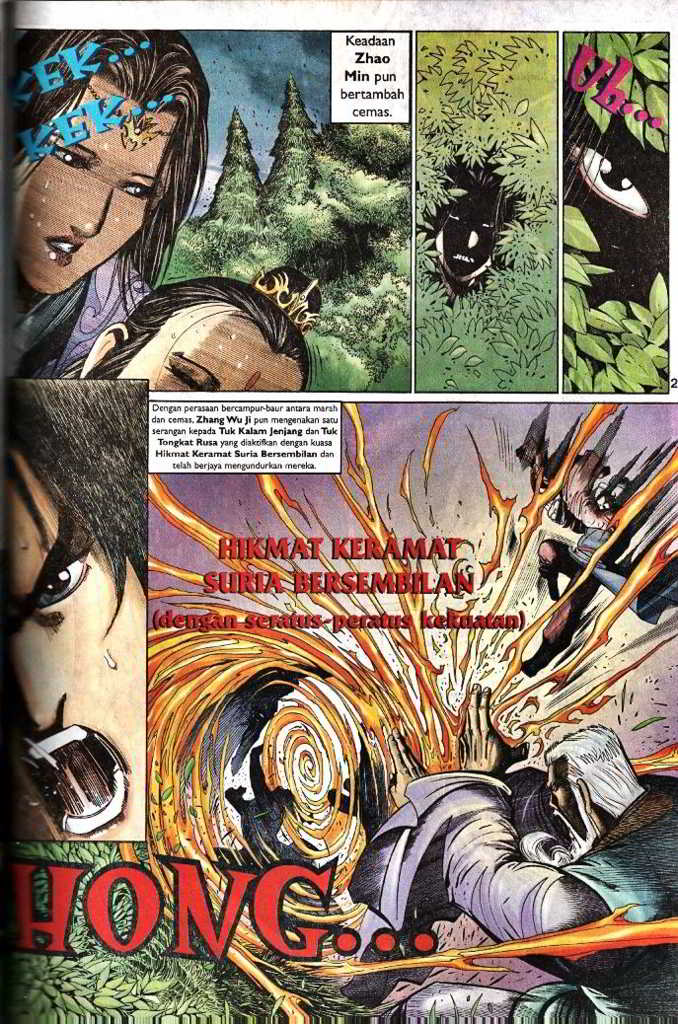 KEK...
KEK...
Keadaan
Zhao
Min pun
bertambah
cemas.
Uh...
2
Dengan perasaan bercampur-baur antara marah
dan cemas, Zhang Wu Ji pun mengenakan satu
serangan kepada Tuk Kalam Jenjang dan Tuk
Tongkat Rusa yang diaktifkan dengan kuasa
Hikmat Keramat Suria Bersembilan dan
telah berjaya mengundurkan mereka.
HIKMAT KERAMAT
SURIA BERSEMBILAN
(dengan seratus-peratus kekuatan)
HONG...